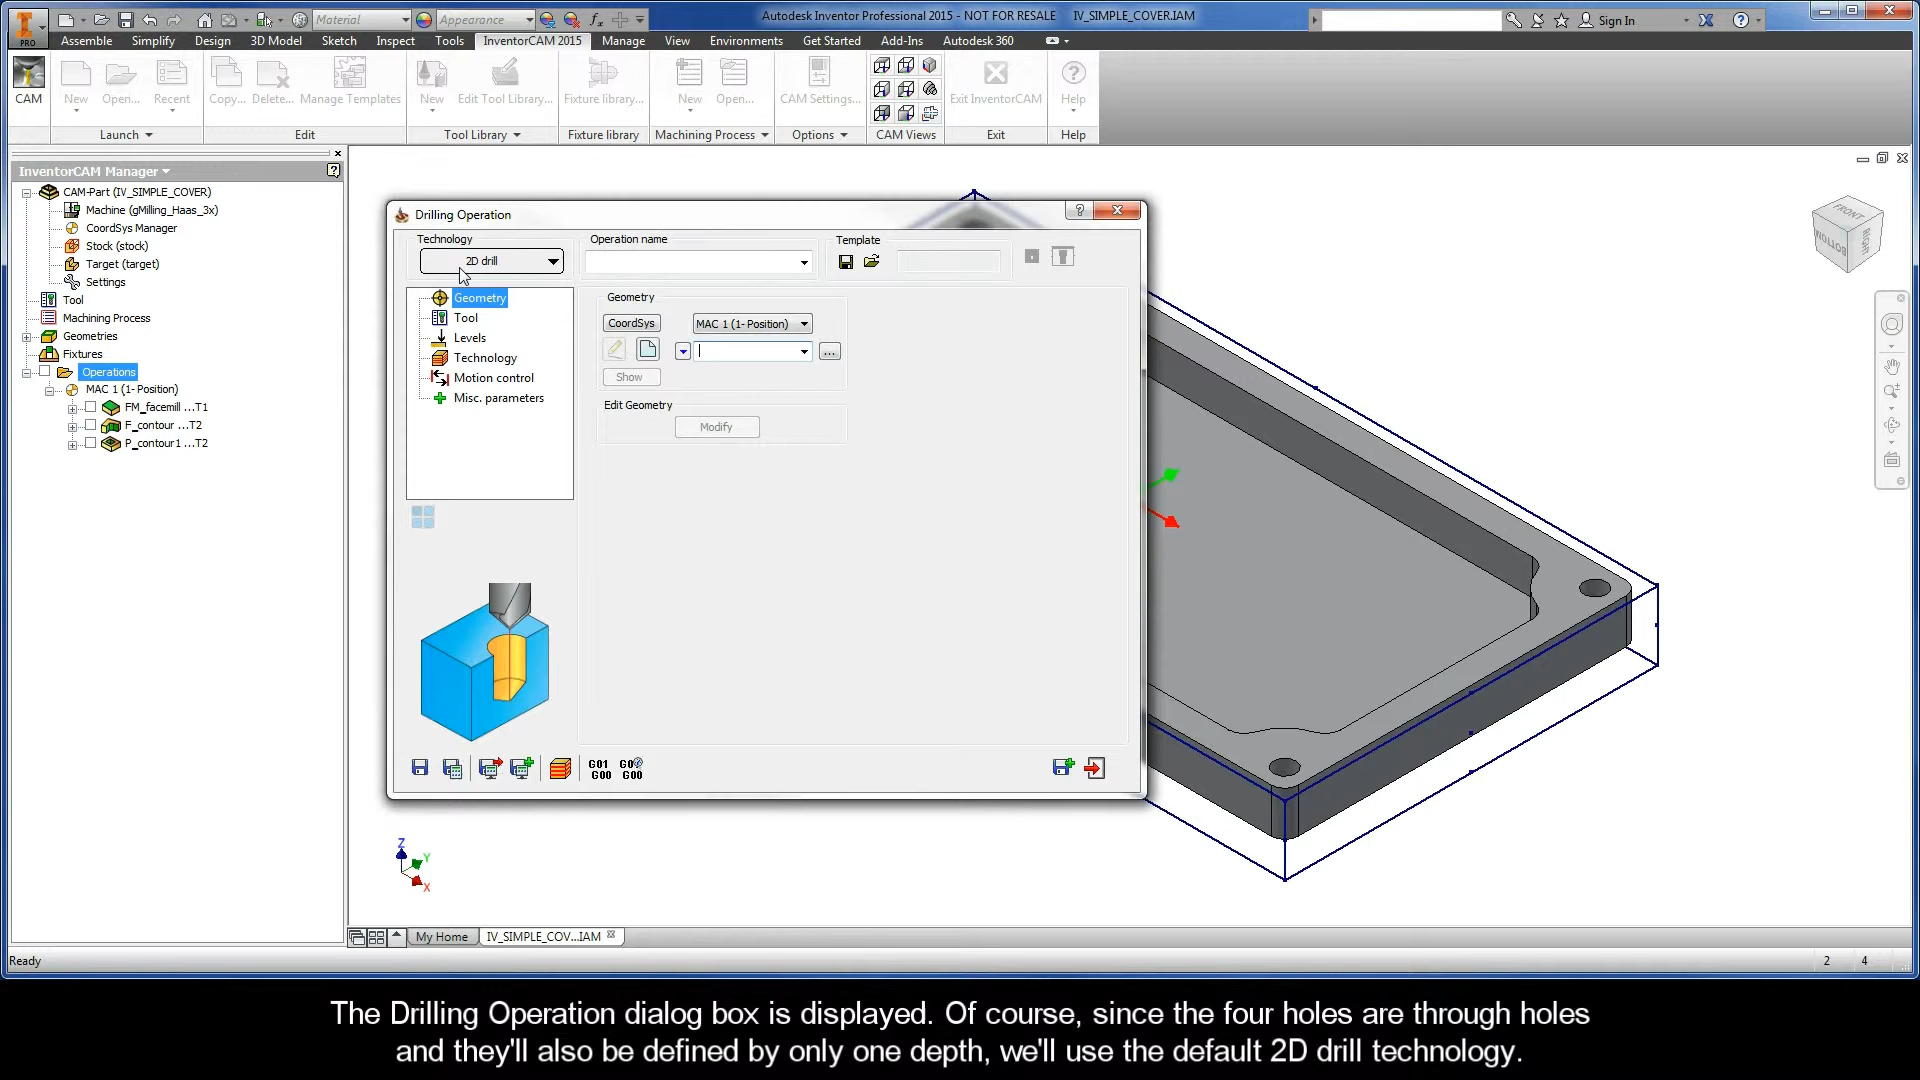 Material
Appearance
Autodesk Inventor Professional 2015 - NOT FOR RESALE IV_SIMPLE_COVER.IAM
Sign In
PRO
Assemble Simplify Design 3D Model Sketch Inspect Tools InventorCAM 2015 Manage View Environments Get Started Add-Ins Autodesk 360
CAM New Open... Recent Copy... Delete... Manage Templates New Edit Tool Library... Fixture library... New Open... CAM Settings... Exit InventorCAM Help
Launch Edit Tool Library Fixture library Machining Process Options CAM Views Exit Help
InventorCAM Manager
CAM-Part (IV_SIMPLE_COVER)
Machine (gMilling_Haas_3x)
CoordSys Manager
Stock (stock)
Target (target)
Settings
Tool
Machining Process
Geometries
Fixtures
Operations
MAC 1 (1- Position)
FM_facemill ...T1
F_contour ...T2
P_contour1 ...T2
Drilling Operation
Technology
2D drill
Operation name
Template
Geometry
Tool
Levels
Technology
Motion control
Misc. parameters
Geometry
CoordSys
MAC 1 (1- Position)
...
Show
Edit Geometry
Modify
G01 G00
G00
FRONT
RIGHT
BOTTOM
Z
Y
X
My Home
IV_SIMPLE_COV...IAM
Ready
2 4
The Drilling Operation dialog box is displayed. Of course, since the four holes are through holes
and they'll also be defined by only one depth, we'll use the default 2D drill technology.